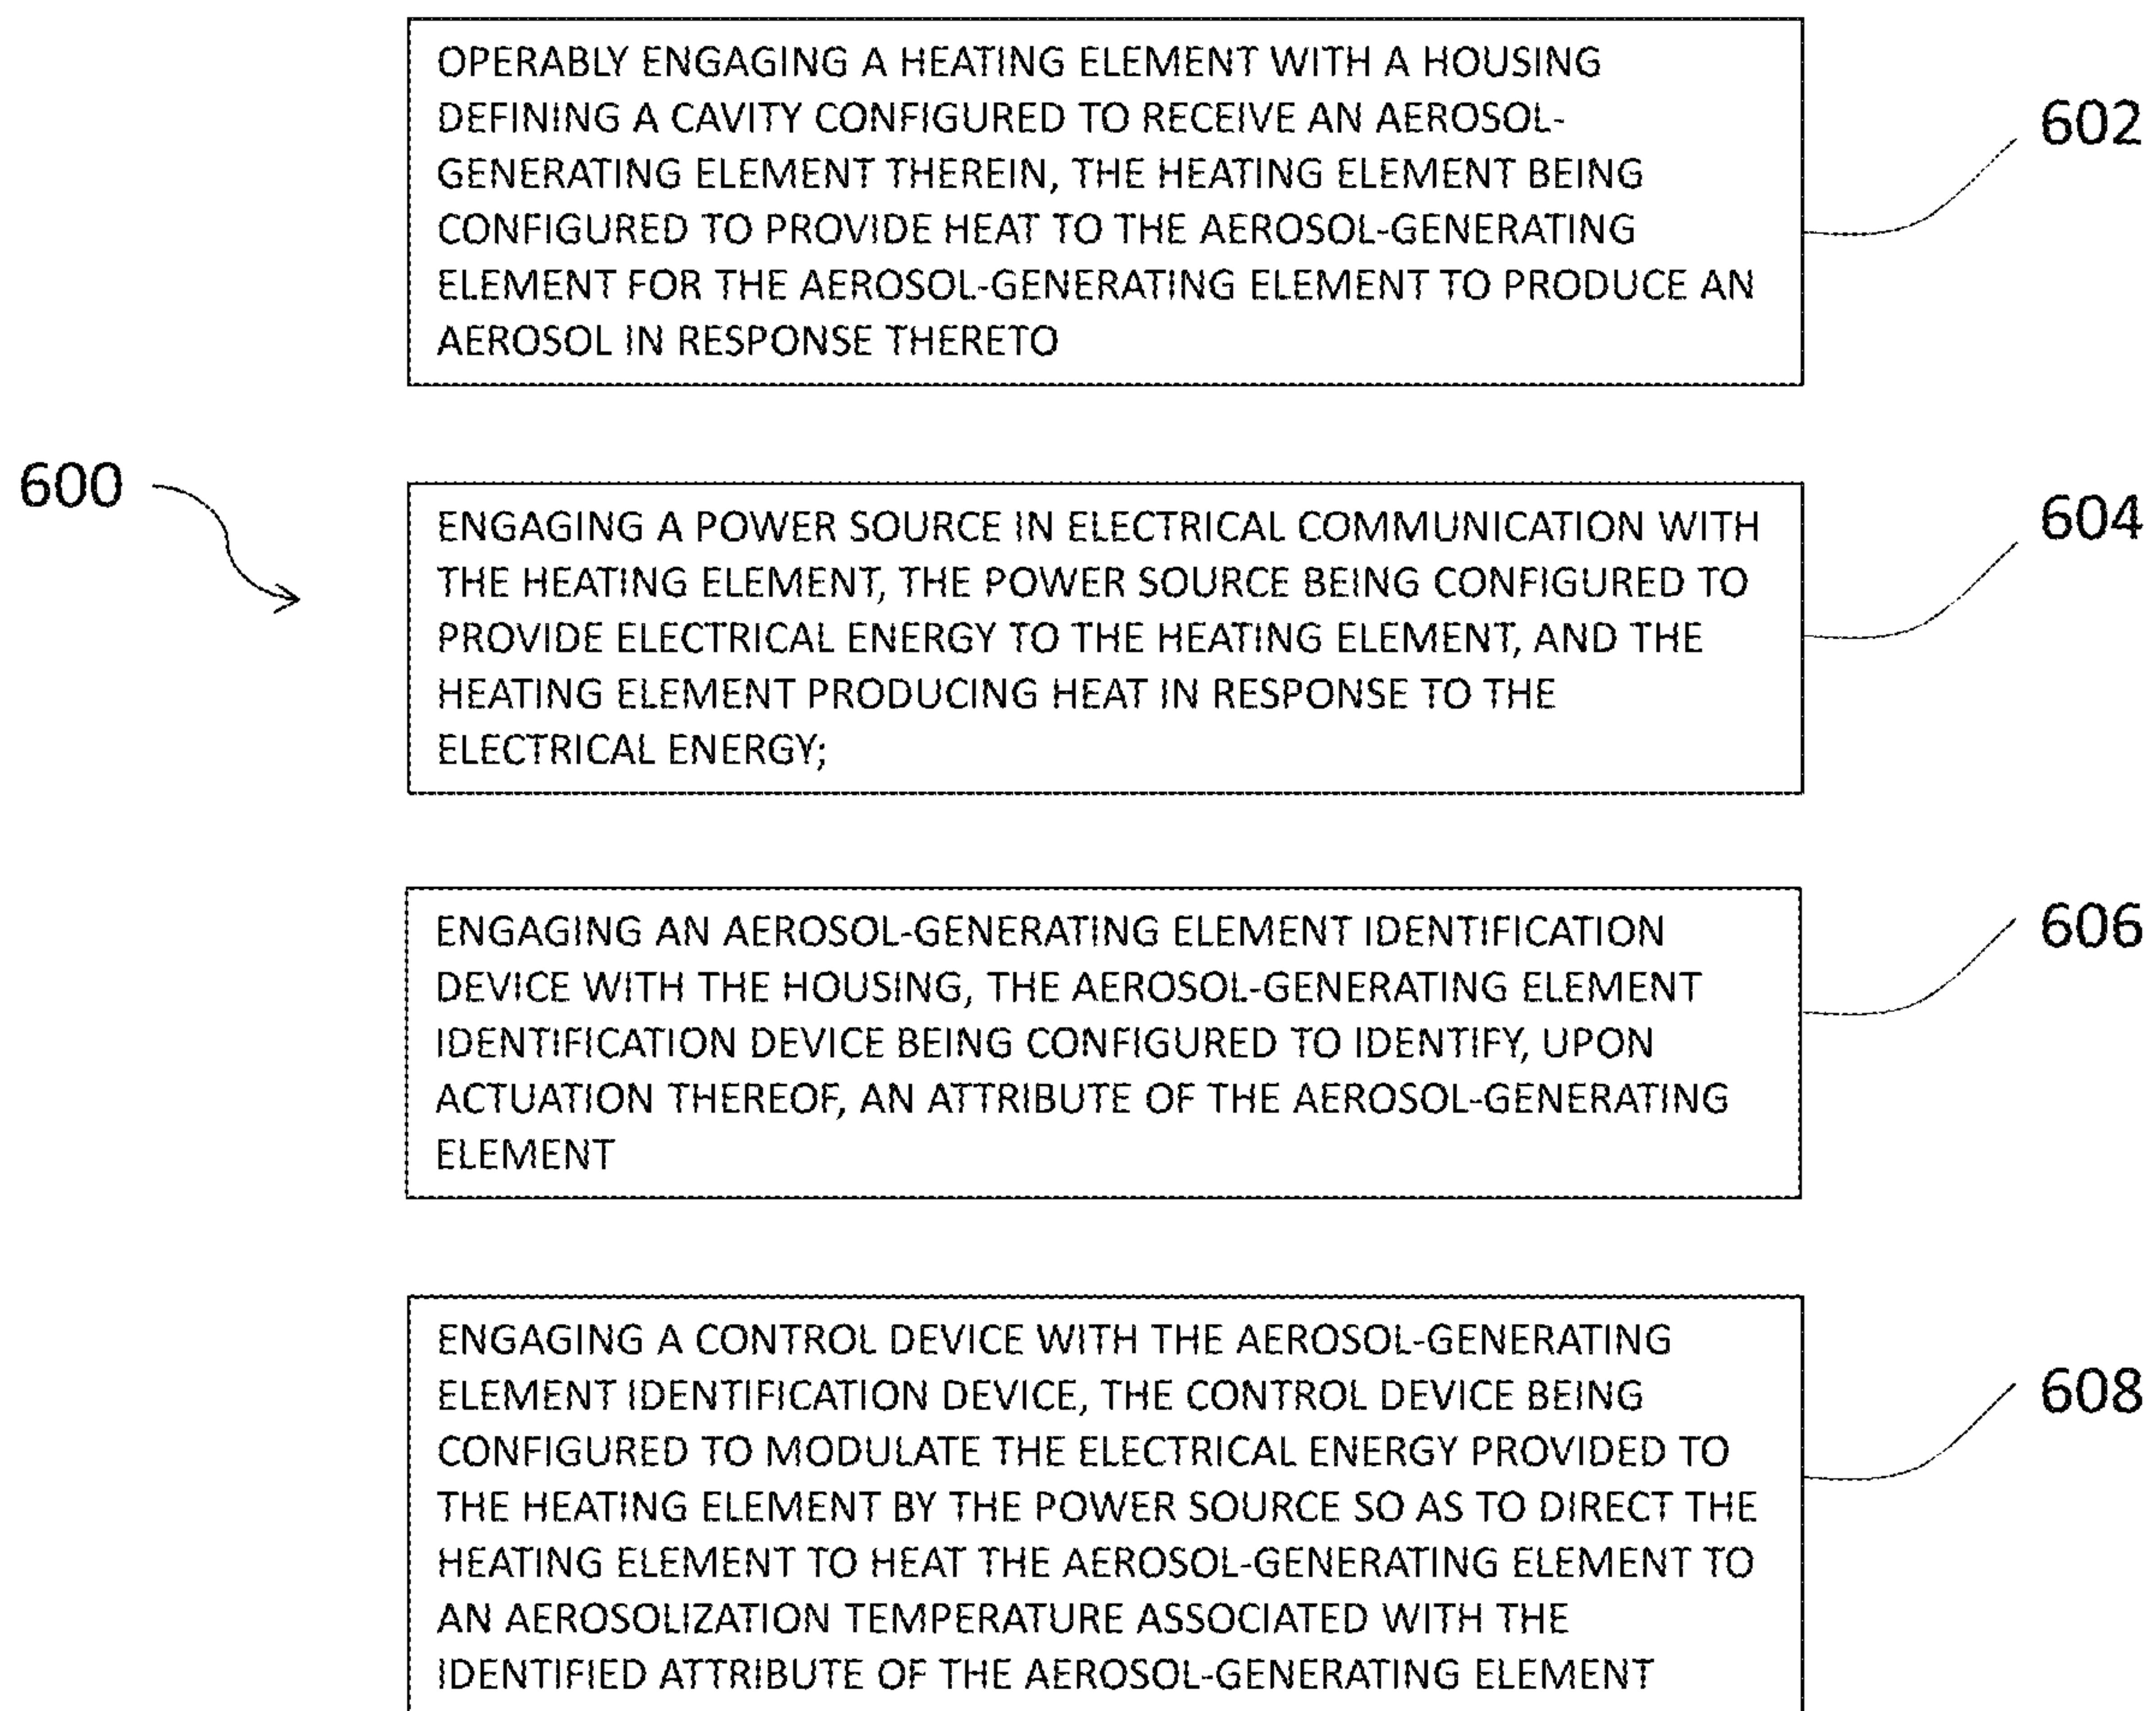 OPERABLY ENGAGING A HEATING ELEMENT WITH A HOUSING
DEFINING A CAVITY CONFIGURED TO RECEIVE AN AEROSOL-
GENERATING ELEMENT THEREIN, THE HEATING ELEMENT BEING
CONFIGURED TO PROVIDE HEAT TO THE AEROSOL-GENERATING
ELEMENT FOR THE AEROSOL-GENERATING ELEMENT TO PRODUCE AN
AEROSOL IN RESPONSE THERETO
602
600
ENGAGING A POWER SOURCE IN ELECTRICAL COMMUNICATION WITH
THE HEATING ELEMENT, THE POWER SOURCE BEING CONFIGURED TO
PROVIDE ELECTRICAL ENERGY TO THE HEATING ELEMENT, AND THE
HEATING ELEMENT PRODUCING HEAT IN RESPONSE TO THE
ELECTRICAL ENERGY;
604
ENGAGING AN AEROSOL-GENERATING ELEMENT IDENTIFICATION
DEVICE WITH THE HOUSING, THE AEROSOL-GENERATING ELEMENT
IDENTIFICATION DEVICE BEING CONFIGURED TO IDENTIFY, UPON
ACTUATION THEREOF, AN ATTRIBUTE OF THE AEROSOL-GENERATING
ELEMENT
606
ENGAGING A CONTROL DEVICE WITH THE AEROSOL-GENERATING
ELEMENT IDENTIFICATION DEVICE, THE CONTROL DEVICE BEING
CONFIGURED TO MODULATE THE ELECTRICAL ENERGY PROVIDED TO
THE HEATING ELEMENT BY THE POWER SOURCE SO AS TO DIRECT THE
HEATING ELEMENT TO HEAT THE AEROSOL-GENERATING ELEMENT TO
AN AEROSOLIZATION TEMPERATURE ASSOCIATED WITH THE
IDENTIFIED ATTRIBUTE OF THE AEROSOL-GENERATING ELEMENT
608